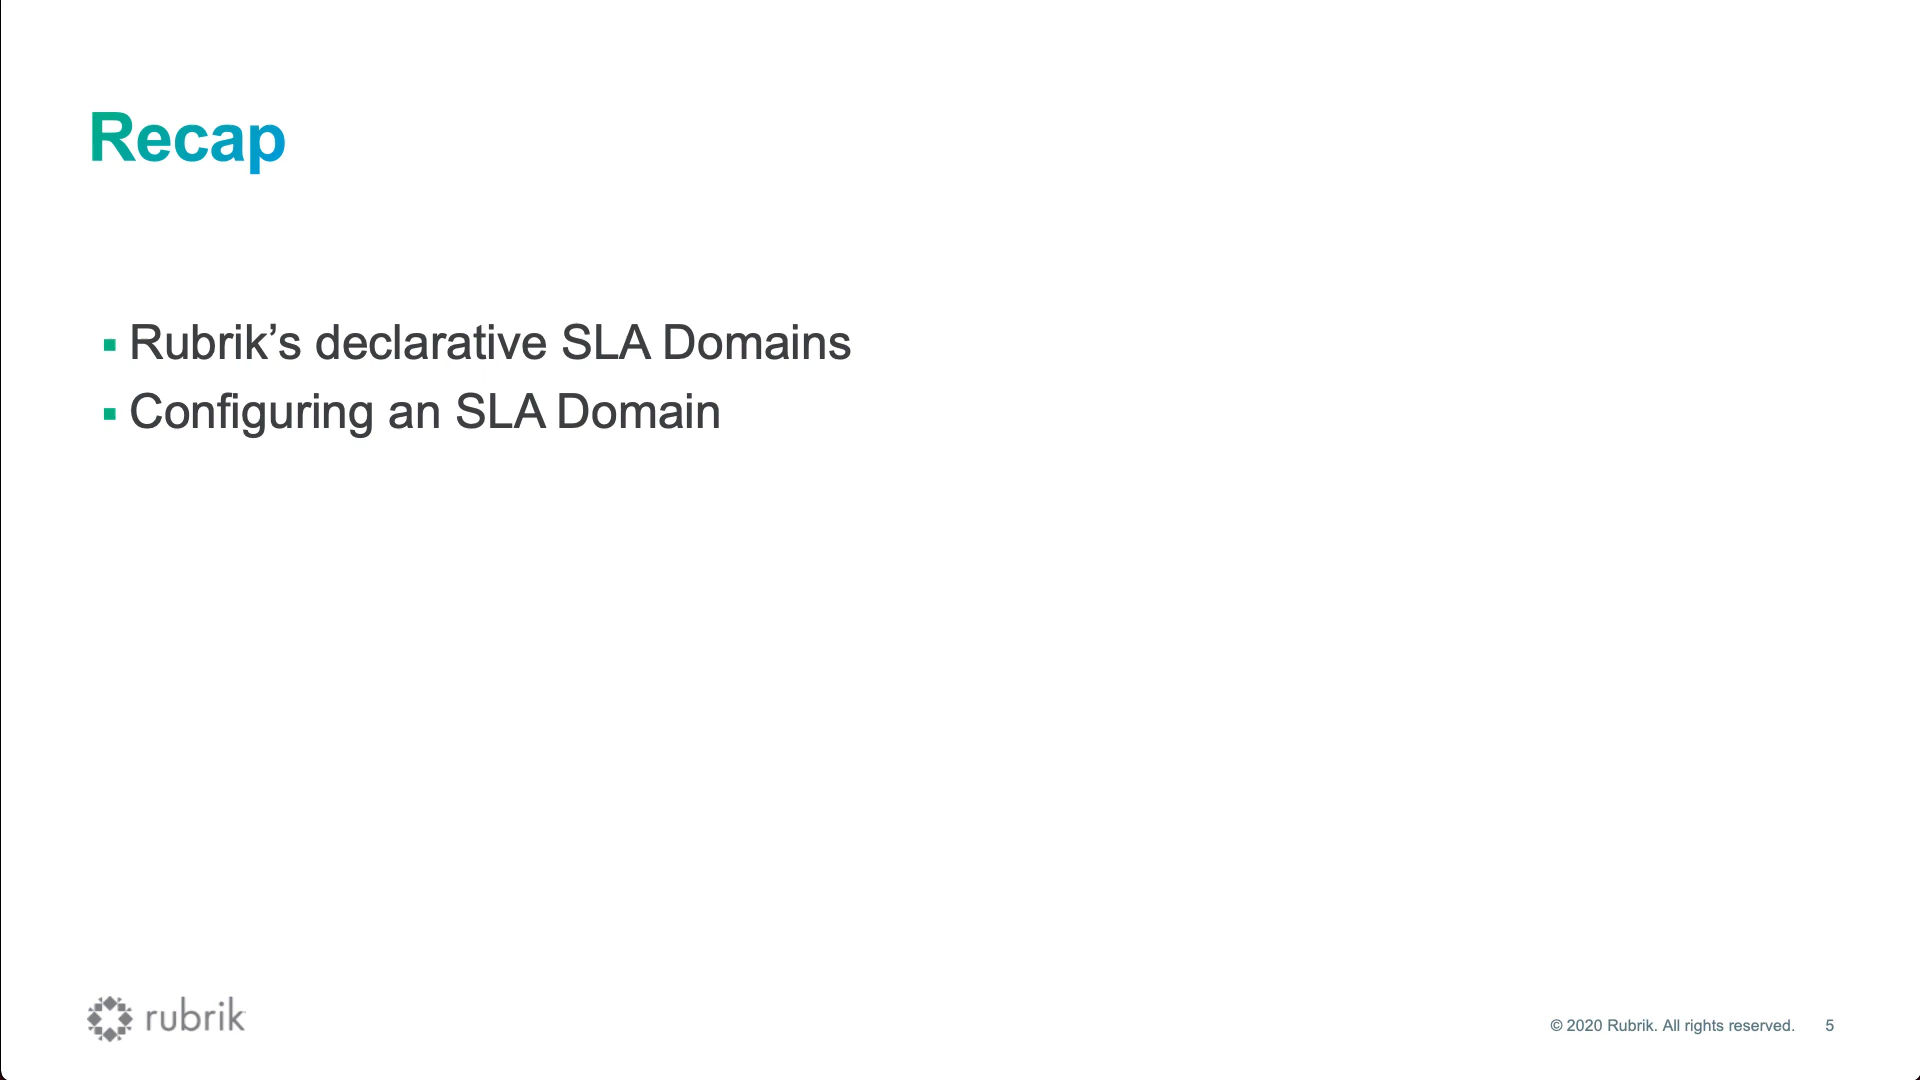 Recap
▪ Rubrik’s declarative SLA Domains
▪ Configuring an SLA Domain
rubrik
© 2020 Rubrik. All rights reserved. 5